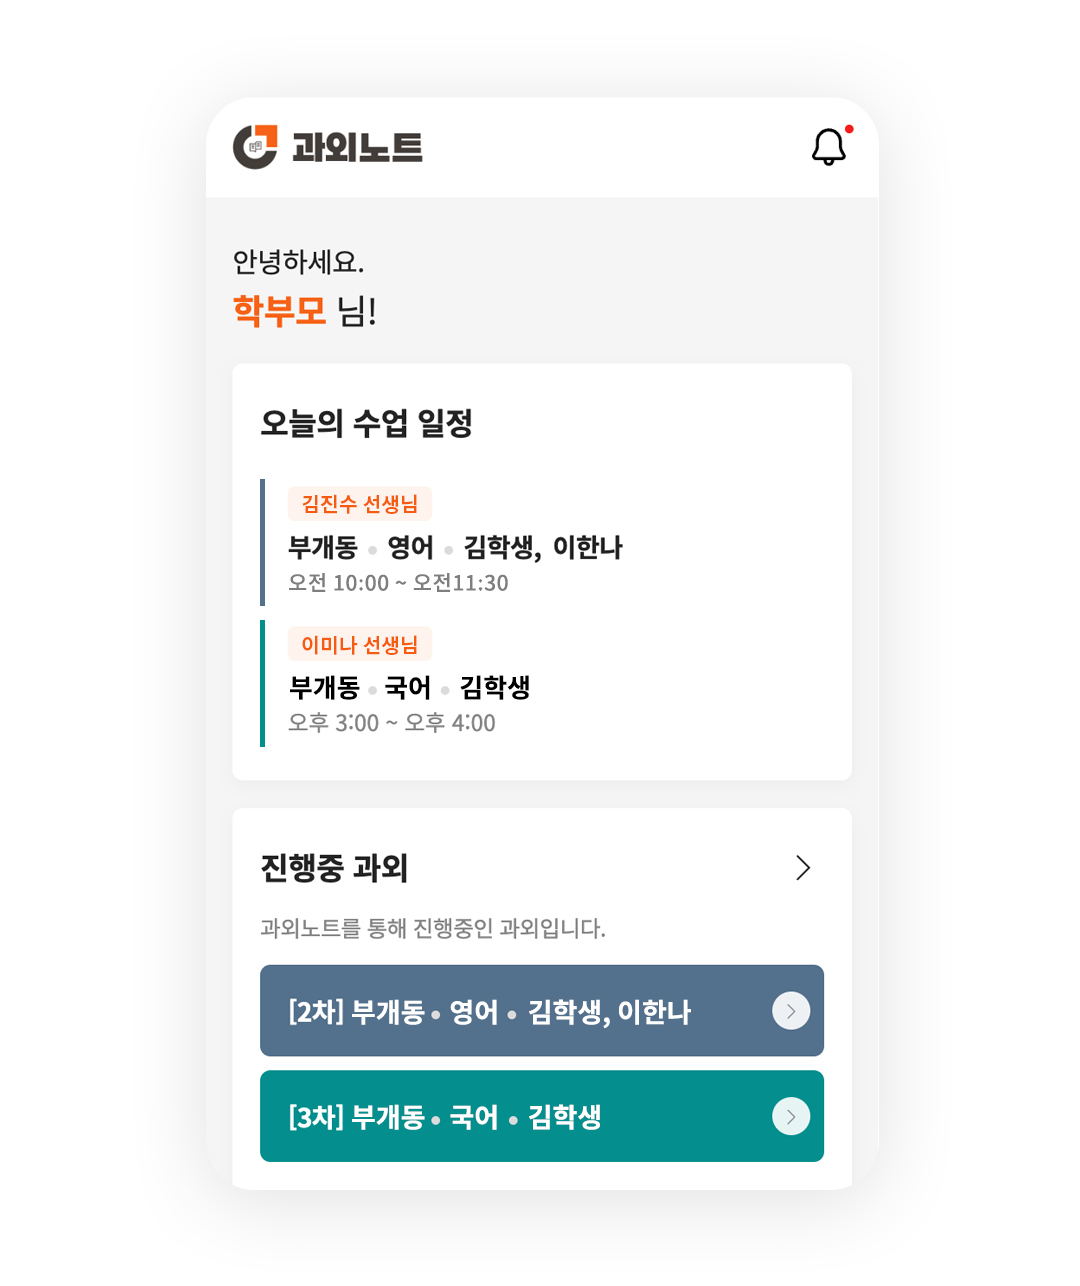 과외노트
안녕하세요.
학부모 님!
오늘의 수업 일정
김진수 선생님
부개동 • 영어 • 김학생, 이한나
오전 10:00 ~ 오전11:30
이미나 선생님
부개동 • 국어 • 김학생
오후 3:00 ~ 오후 4:00
진행중 과외
과외노트를 통해 진행중인 과외입니다.
[2차] 부개동 • 영어 • 김학생, 이한나
[3차] 부개동 • 국어 • 김학생